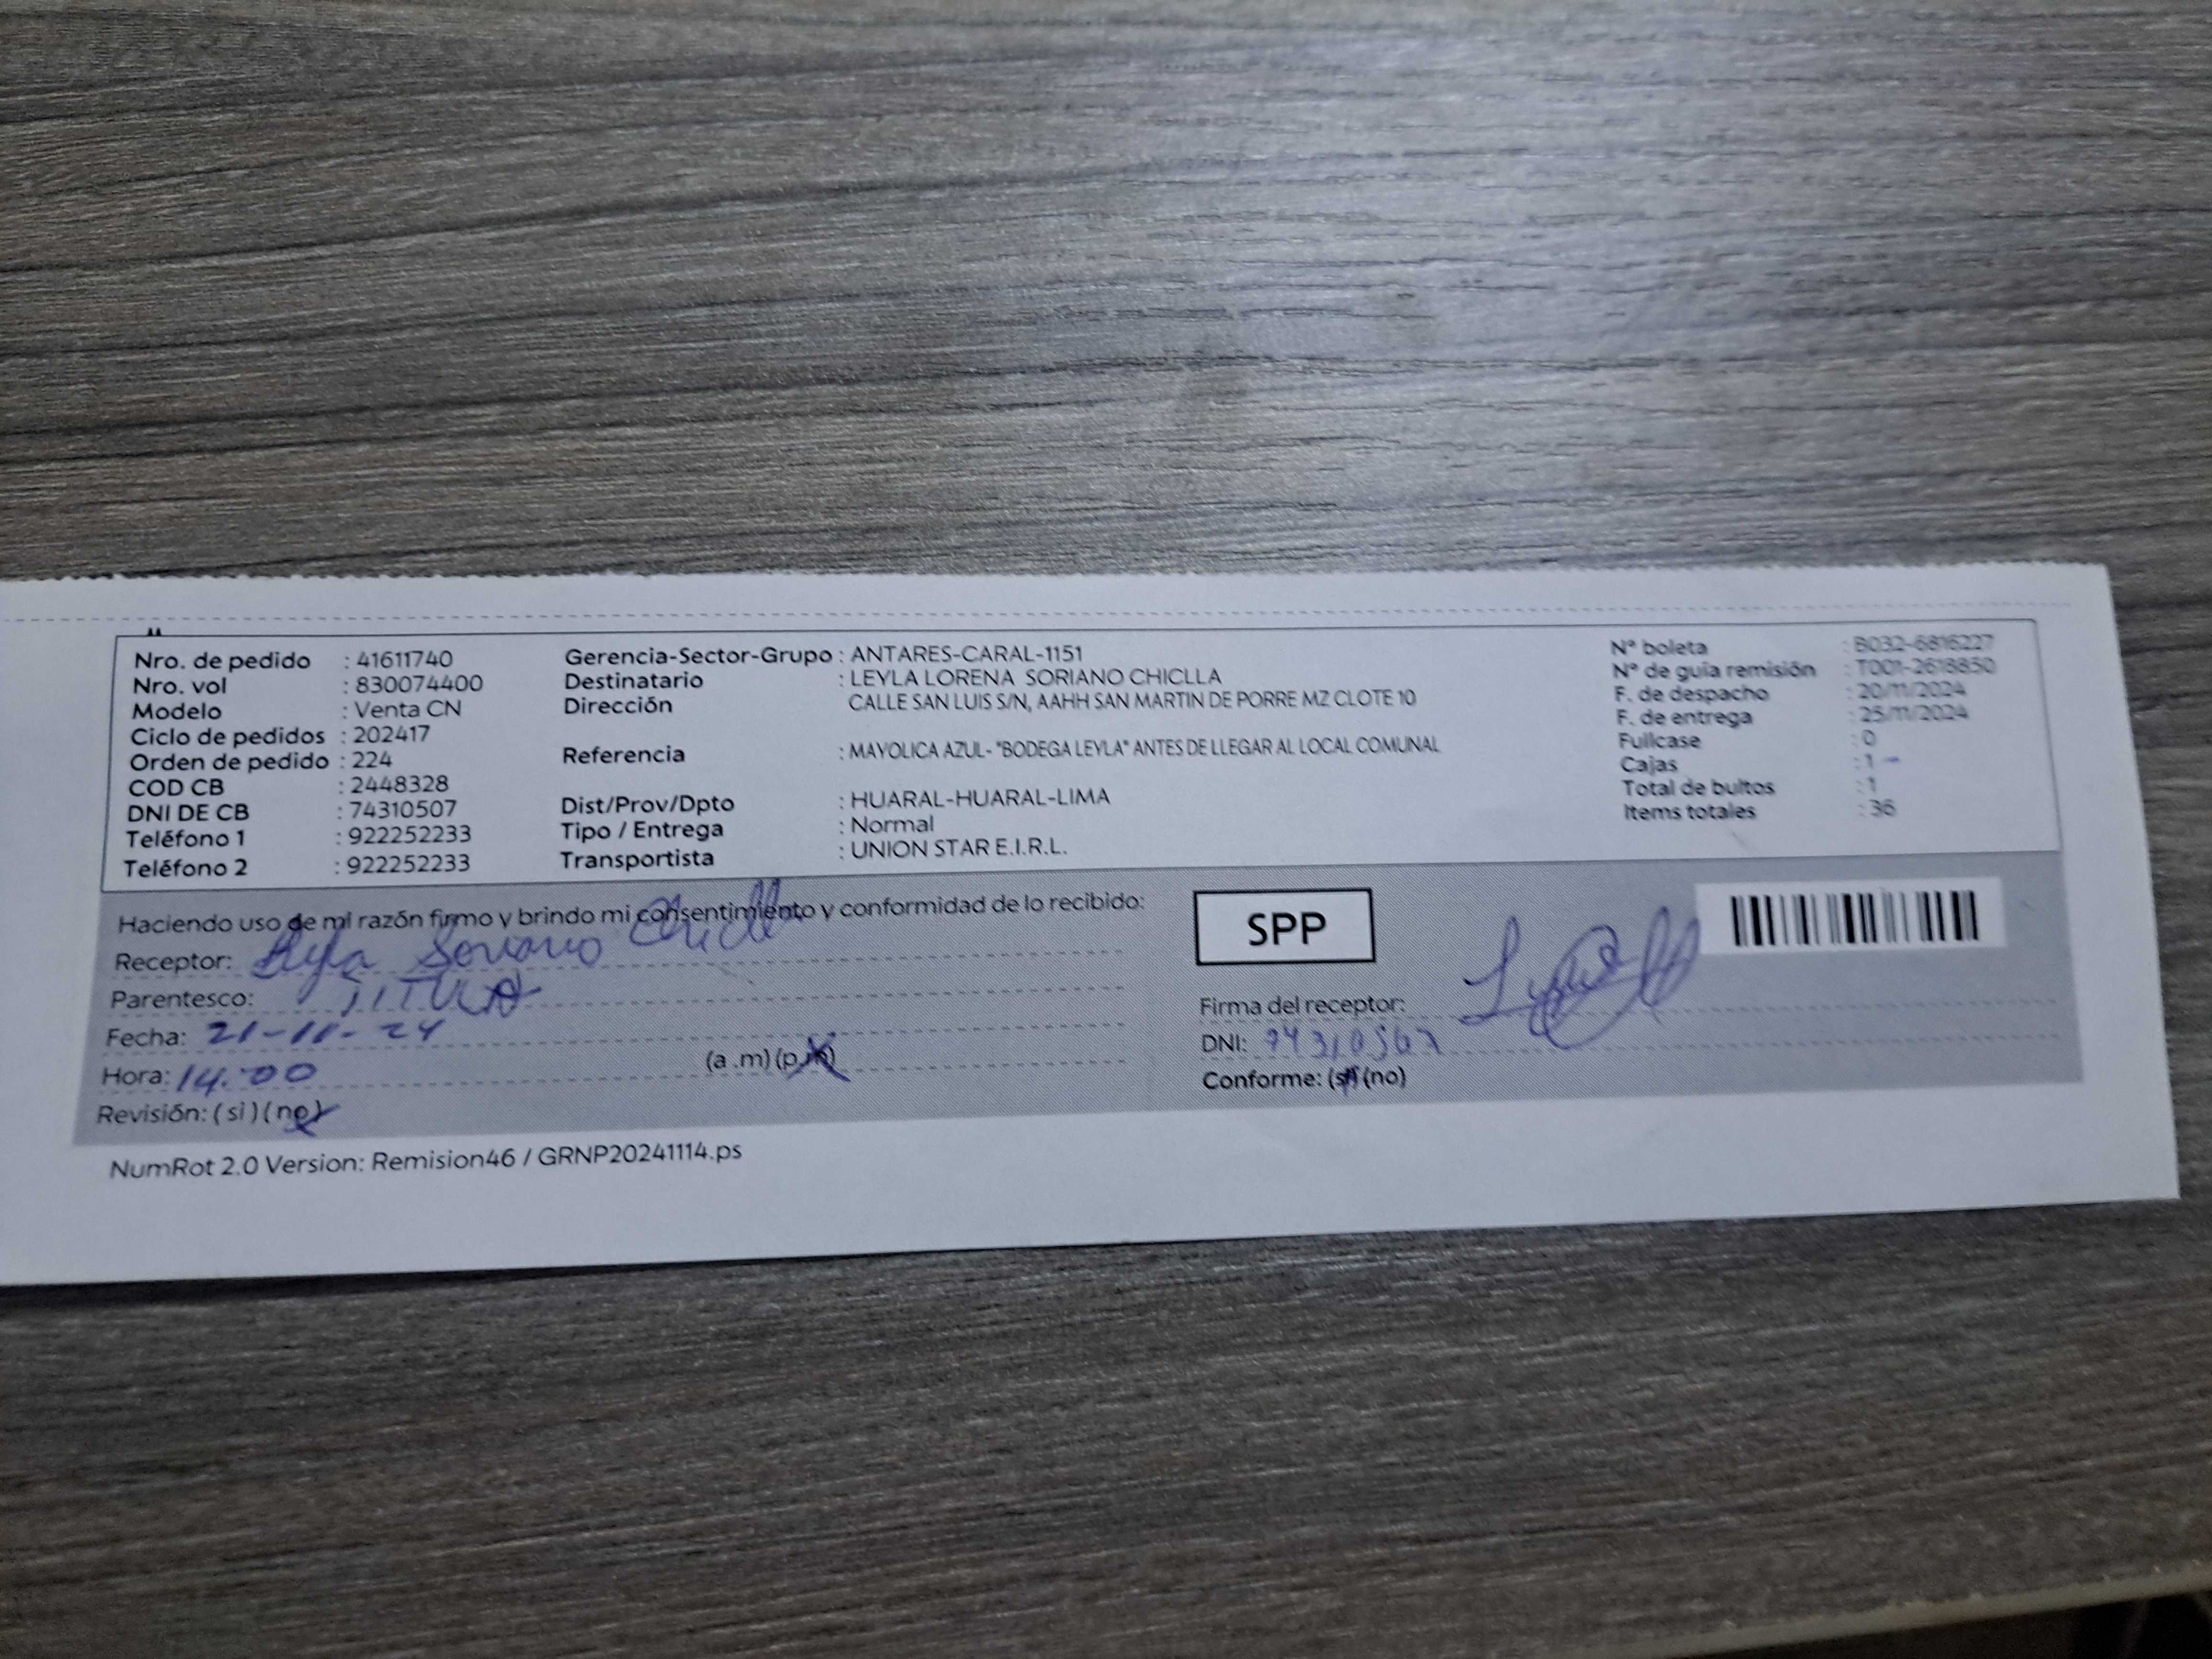 Nro. de pedido : 41611740
Nro. vol : 830074400
Modelo : Venta CN
Ciclo de pedidos : 202417
Orden de pedido : 224
COD CB : 2448328
DNI DE CB : 74310507
Teléfono 1 : 922252233
Teléfono 2 : 922252233
Gerencia-Sector-Grupo : ANTARES-CARAL-1151
Destinatario : LEYLA LORENA SORIANO CHICLLA
Dirección CALLE SAN LUIS S/N, AAHH SAN MARTIN DE PORRE MZ CLOTE 10
Referencia : MAYOLICA AZUL- "BODEGA LEYLA" ANTES DE LLEGAR AL LOCAL COMUNAL
Dist/Prov/Dpto : HUARAL-HUARAL-LIMA
Tipo / Entrega : Normal
Transportista : UNION STAR E.I.R.L.
N° boleta : B032-6816227
N° de guía remisión : T001-2618850
F. de despacho : 20/11/2024
F. de entrega : 25/11/2024
Fullcase : 0
Cajas : 1
Total de bultos : 1
Items totales : 36
Haciendo uso de mi razón firmo y brindo mi consentimiento y conformidad de lo recibido:
Receptor: Leyla Soriano Chiclla
Parentesco:
Fecha: 21-11-24
Hora: 14:00 (a .m) (p.m)
Revisión: (si) (no)
SPP
Firma del receptor:
DNI: 74310507
Conforme: (si) (no)
NumRot 2.0 Version: Remision46 / GRNP20241114.ps